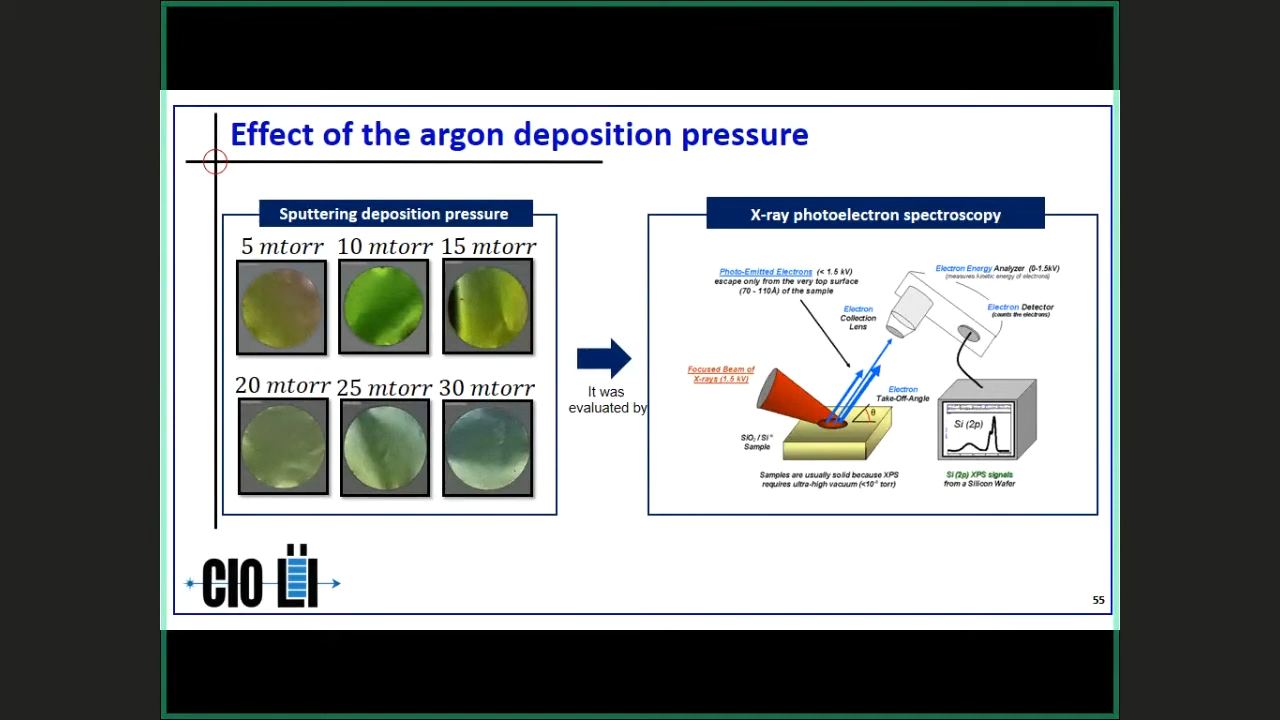 Effect of the argon deposition pressure
Sputtering deposition pressure
5 mtorr 10 mtorr 15 mtorr
20 mtorr 25 mtorr 30 mtorr
It was
evaluated by
X-ray photoelectron spectroscopy
Photo-Emitted Electrons (< 1.5 kV)
escape only from the very top surface
(70 - 110Å) of the sample
Electron Energy Analyzer (0-1.5kV)
(measures kinetic energy of electrons)
Electron
Collection
Lens
Electron Detector
(counts the electrons)
Focused Beam of
X-rays (1.5 kV)
Electron
Take-Off-Angle
θ
Si (2p)
SiO₂ / Si°
Sample
Samples are usually solid because XPS
requires ultra-high vacuum torr)
Si (2p) XPS signals
from a Silicon Wafer
CIO LÏI
55